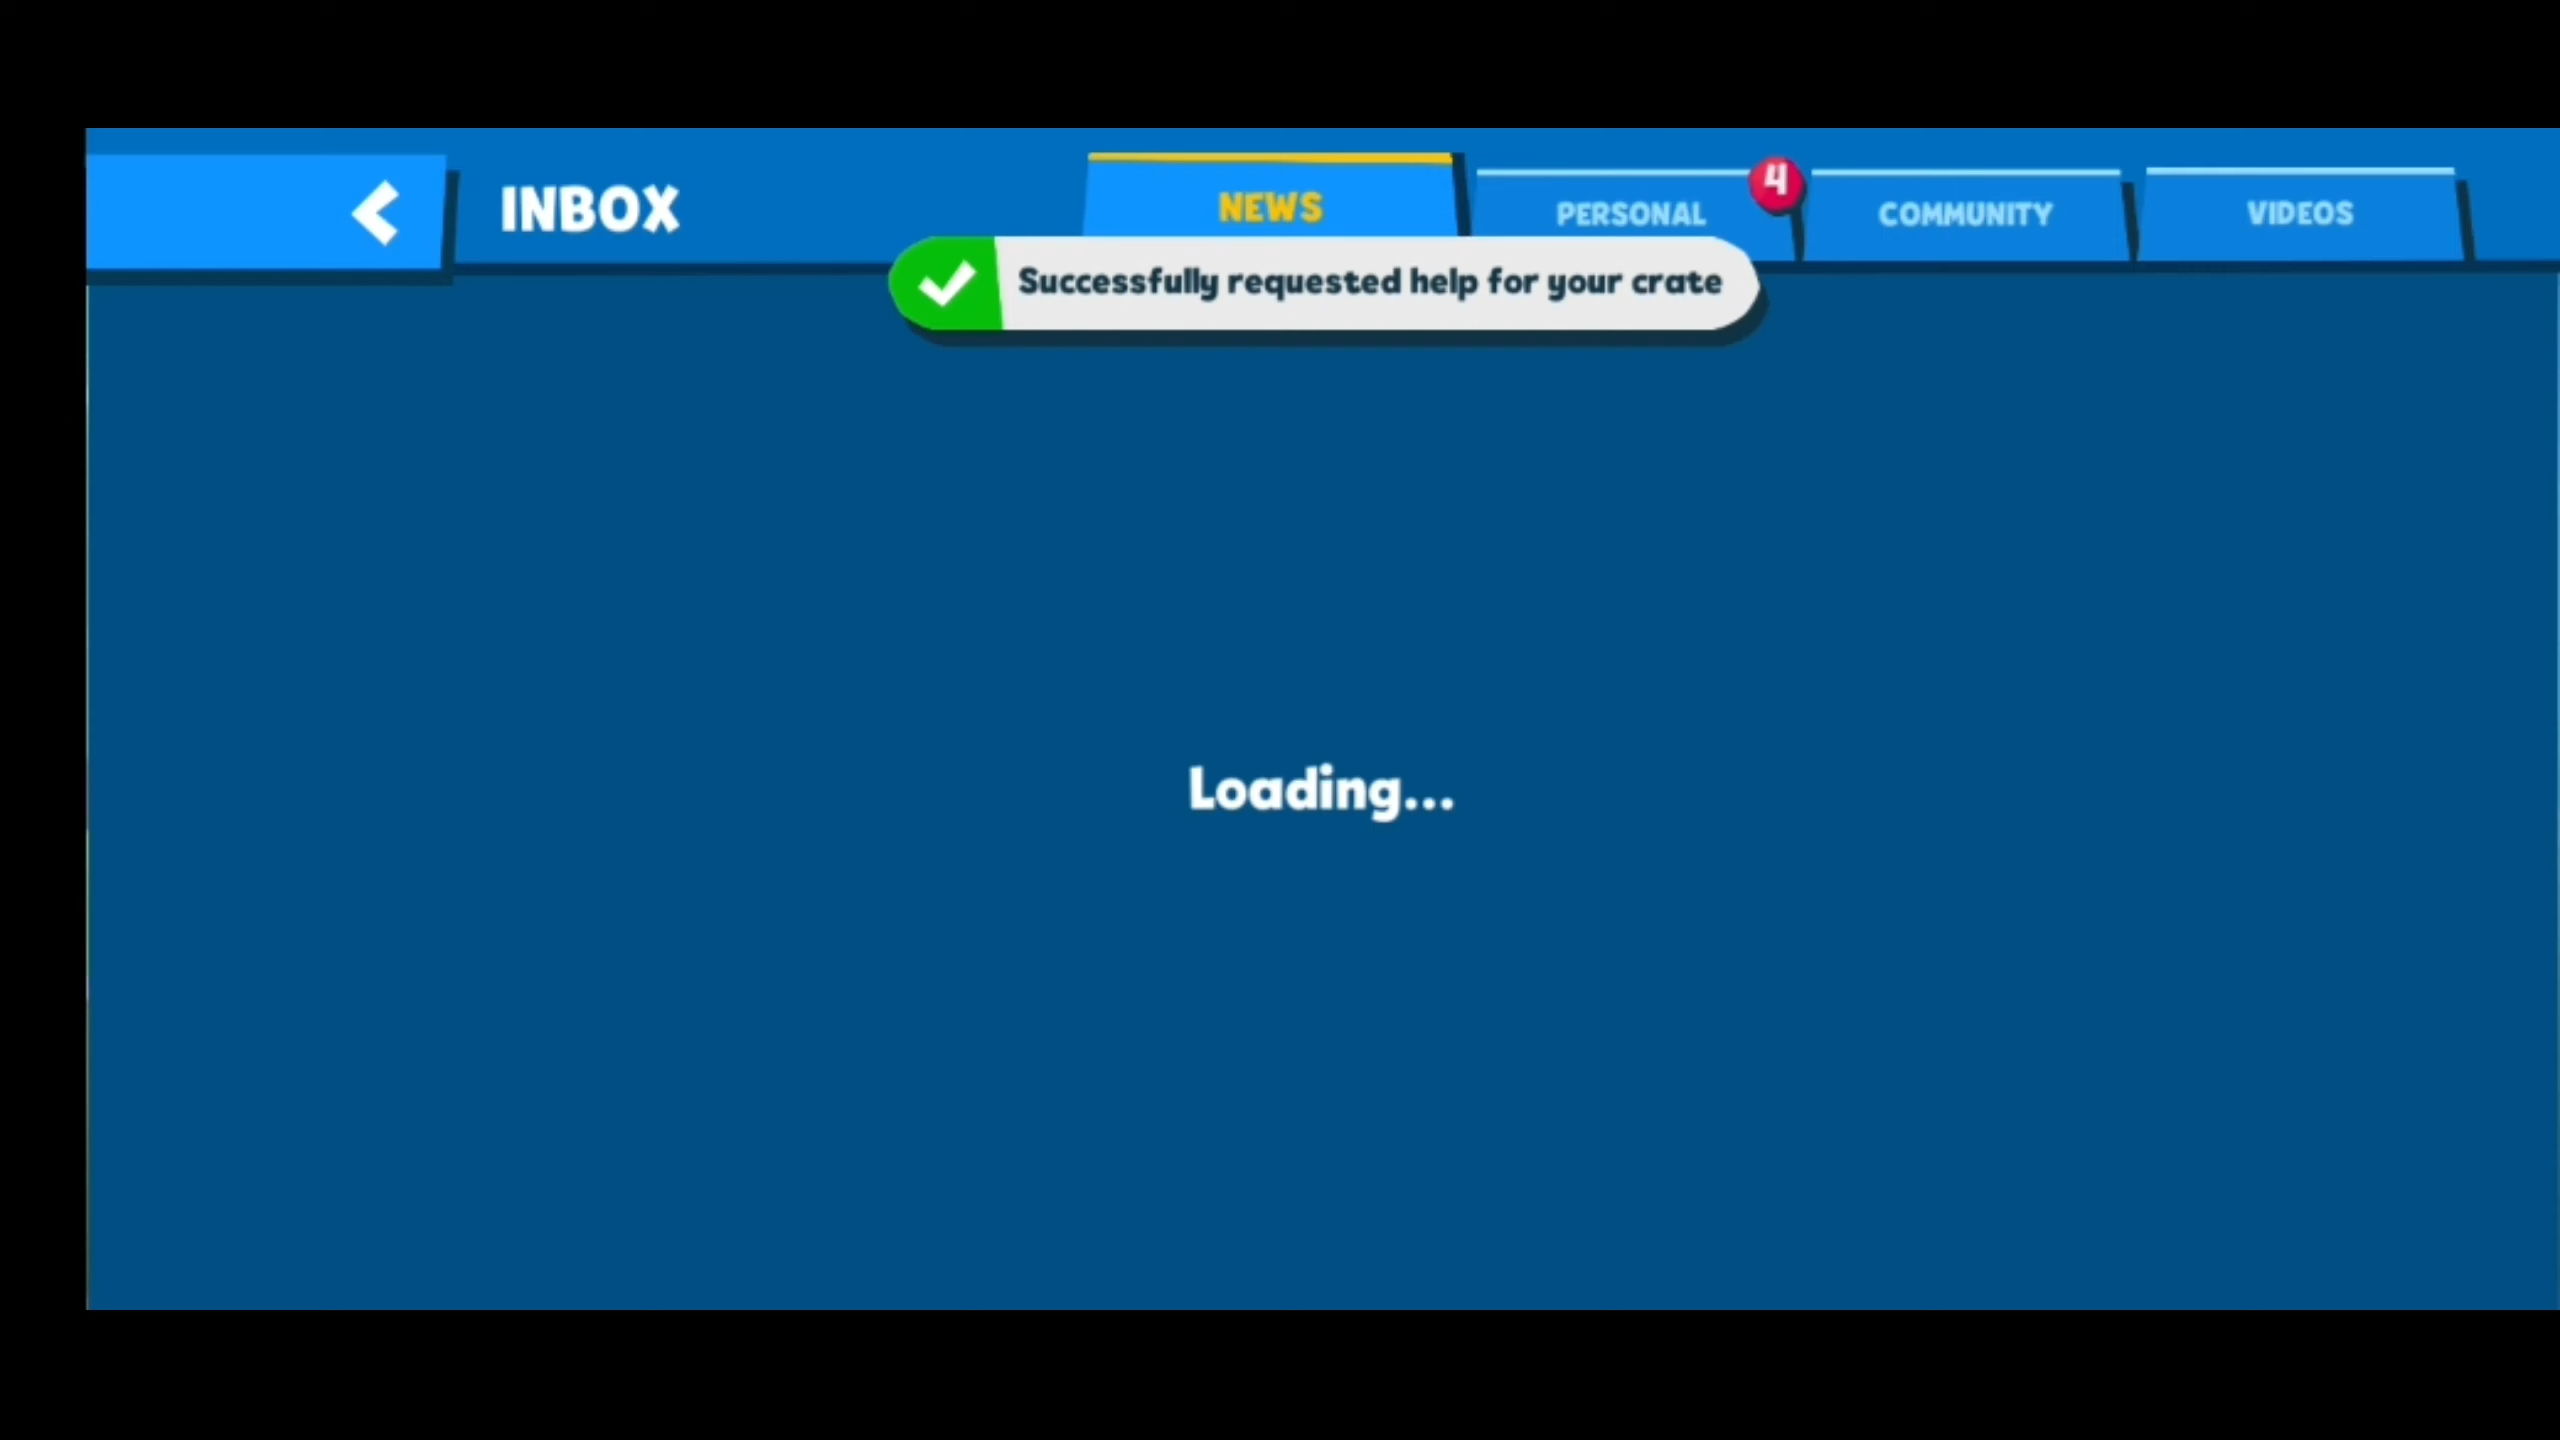 INBOX
NEWS
PERSONAL
4
COMMUNITY
VIDEOS
Successfully requested help for your crate
Loading...